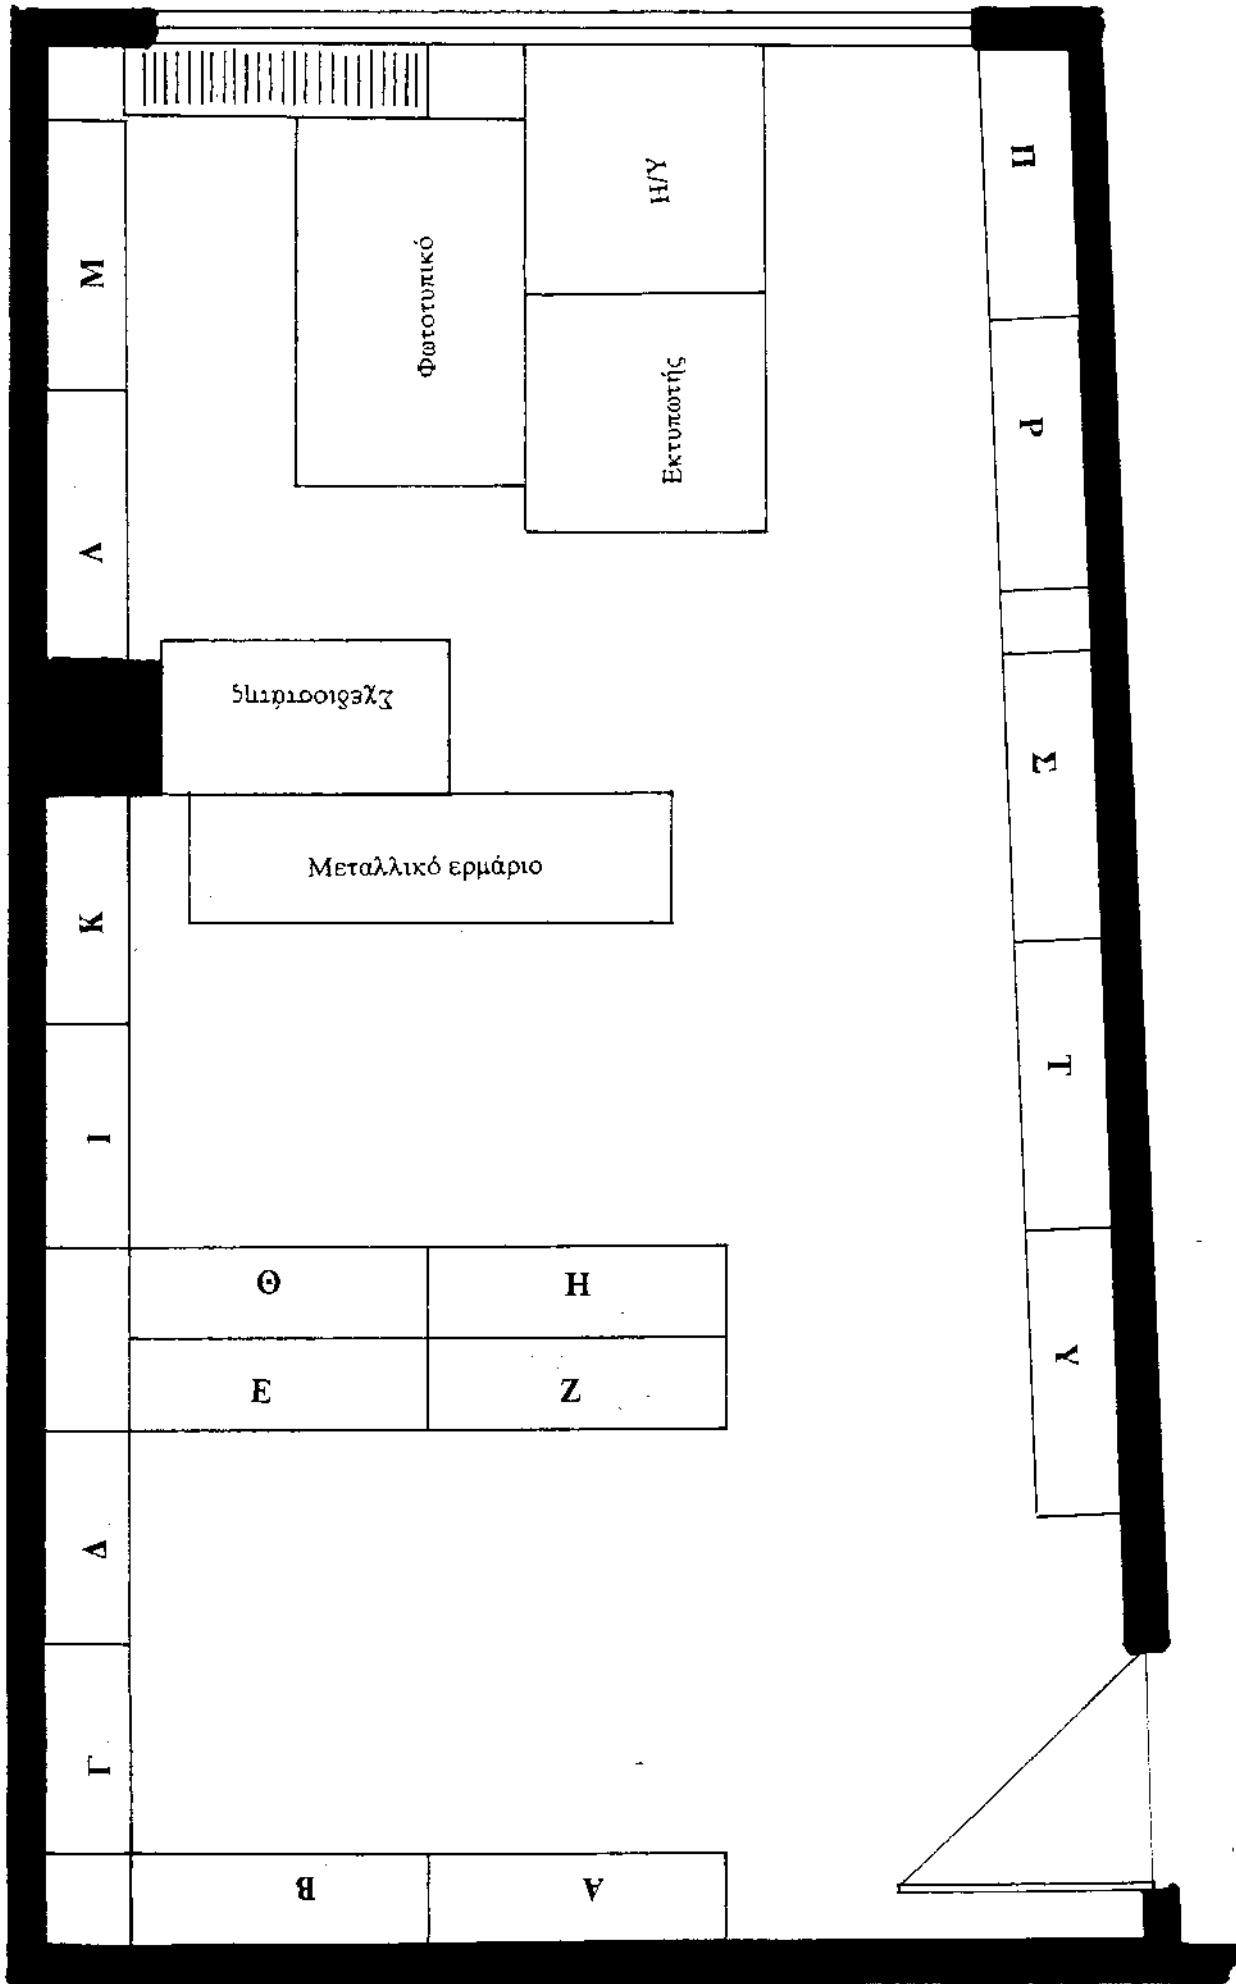 Π
Η/Υ
Μ
Φωτοτυπικό
Εκτυπωτής
Ρ
Λ
Σχεδιοστάτης
Σ
Μεταλλικό ερμάριο
Κ
Τ
Ι
Θ
Η
Υ
Ε
Ζ
Δ
Γ
Β
Α